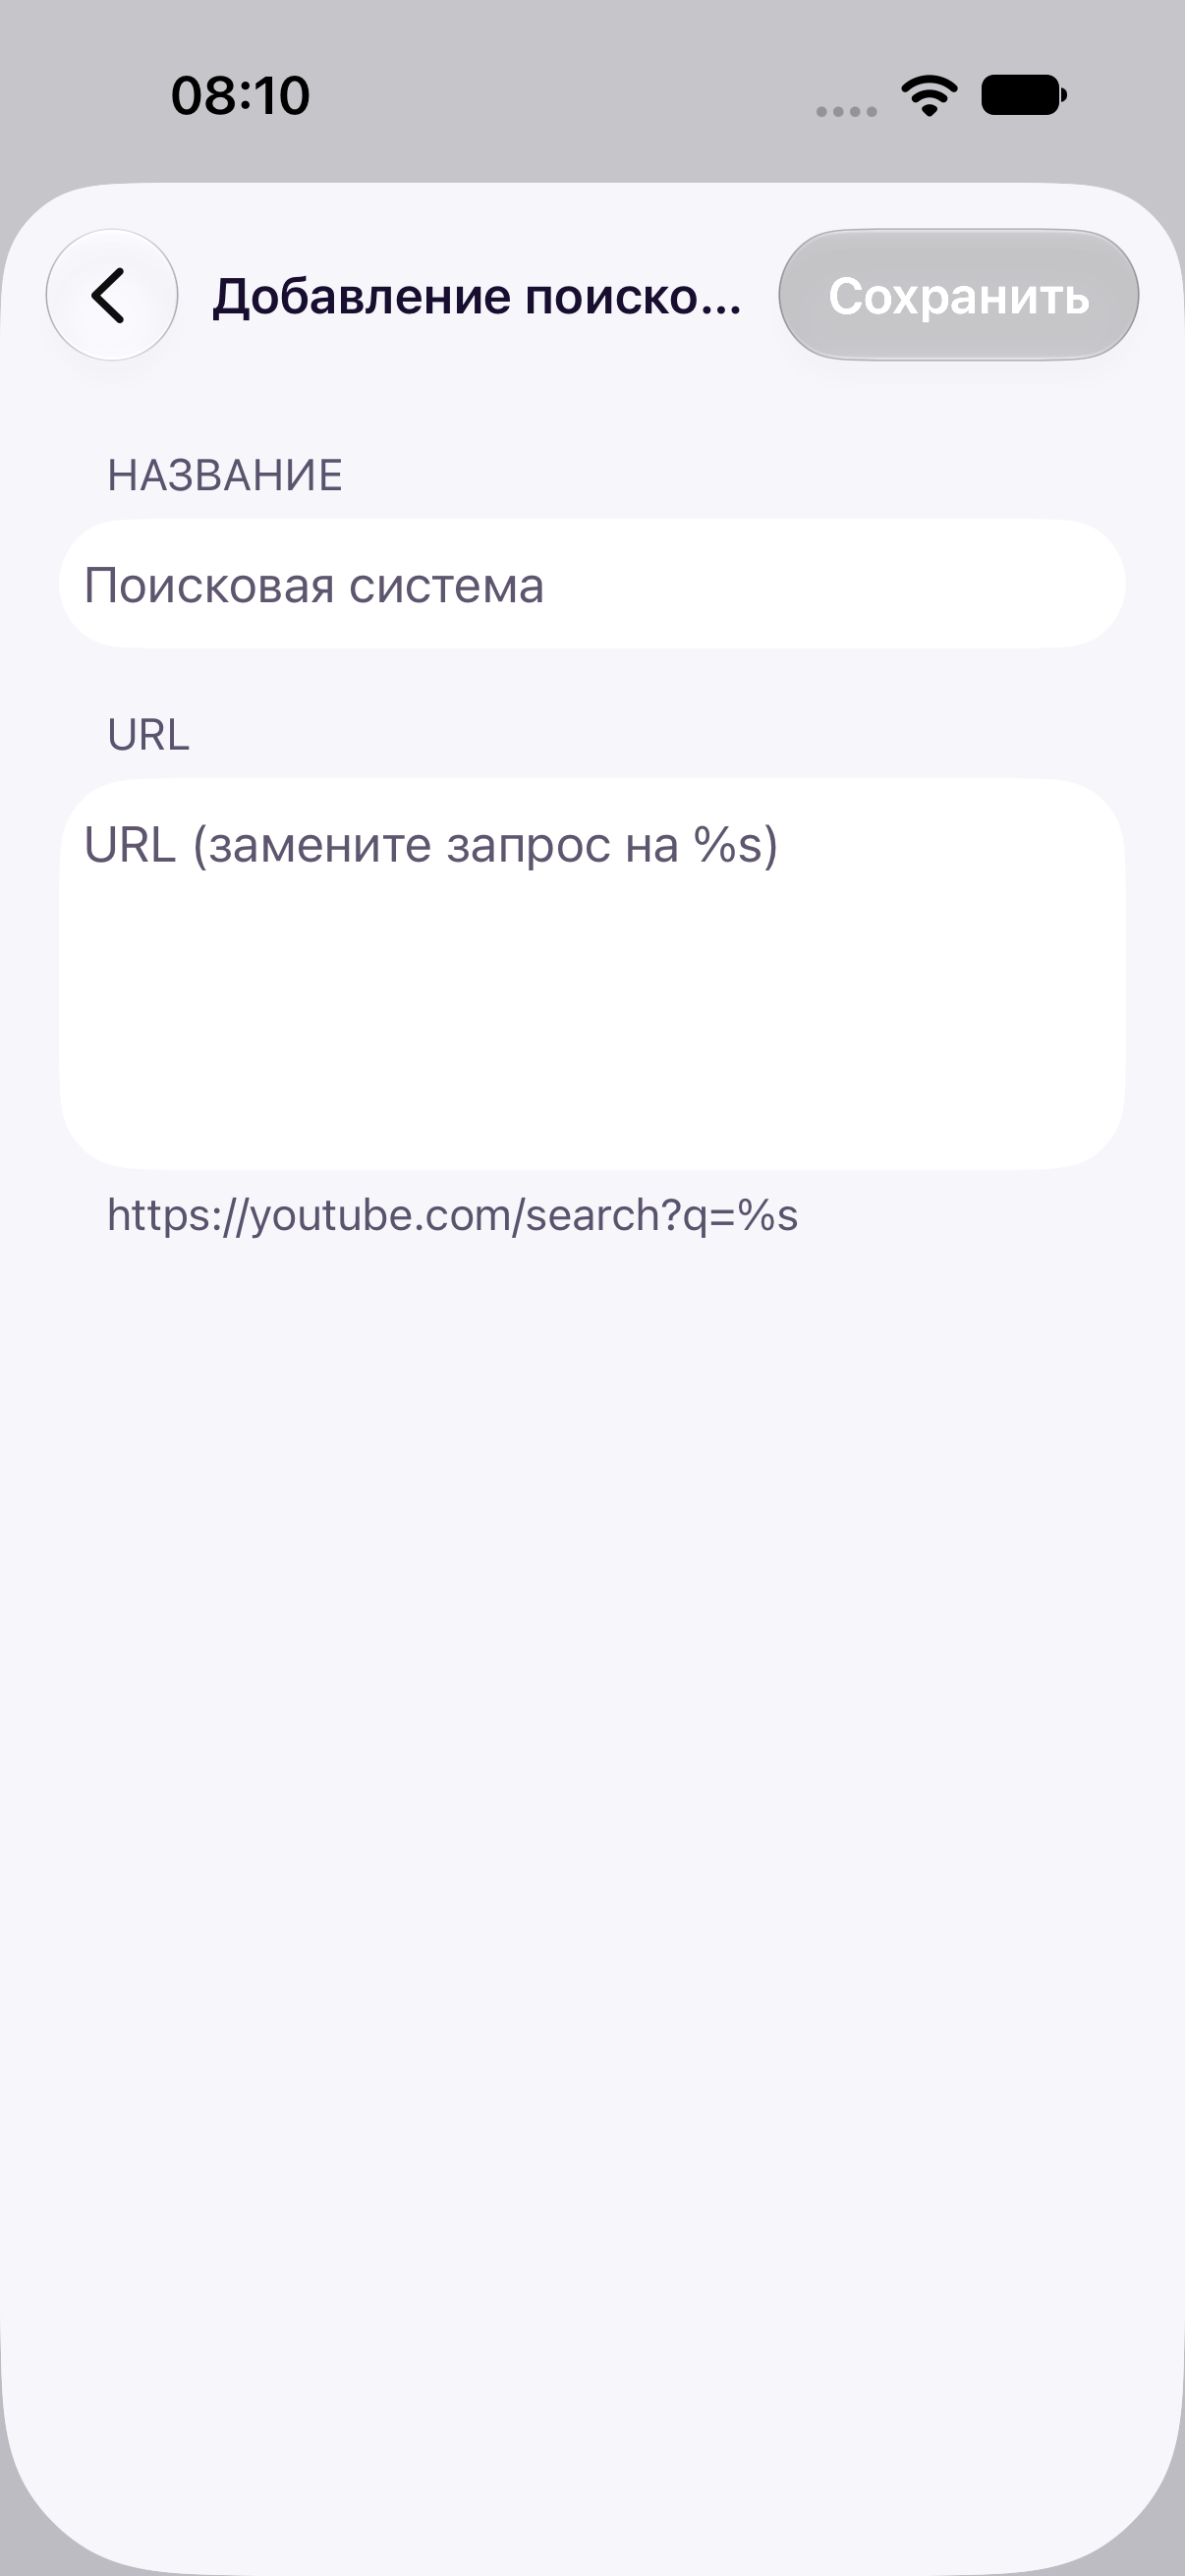 08:10
Добавление поиско...
Сохранить
НАЗВАНИЕ
Поисковая система
URL
URL (замените запрос на %s)
https://youtube.com/search?q=%s